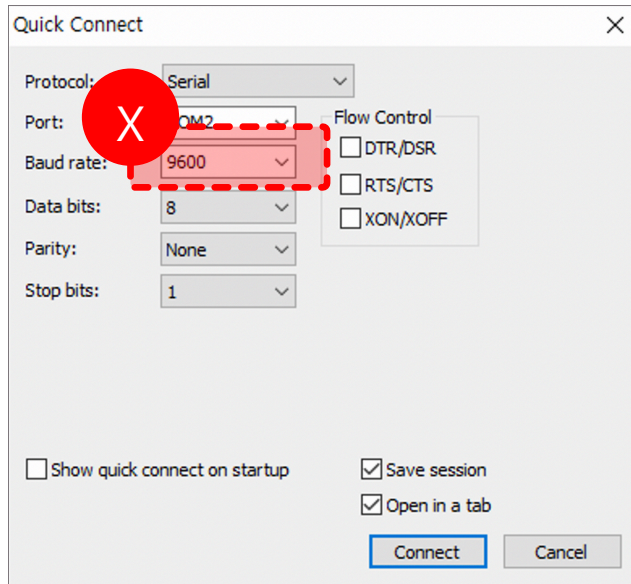 Quick Connect
Protocol: Serial
Port: COM2
X
Flow Control
Baud rate: 9600
DTR/DSR
RTS/CTS
XON/XOFF
Data bits: 8
Parity: None
Stop bits: 1
Show quick connect on startup
Save session
Open in a tab
Connect
Cancel